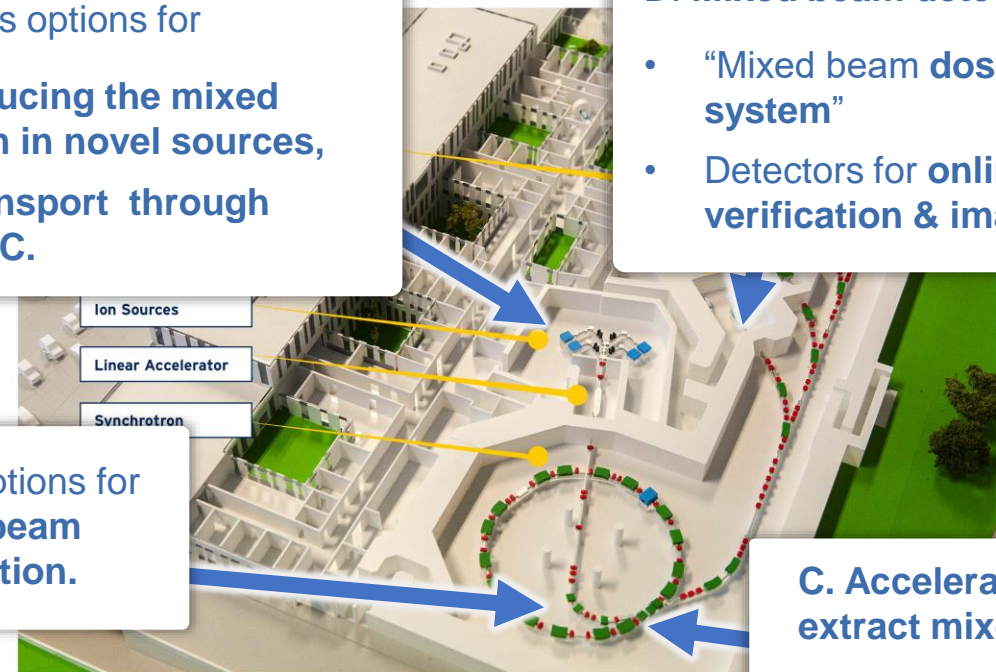 s options for
ucing the mixed
in novel sources,
nsport through
C.
• “Mixed beam dos
system”
• Detectors for onli
verification & ima
Ion Sources
Linear Accelerator
Synchrotron
ptions for
beam
tion.
C. Accelera
extract mix